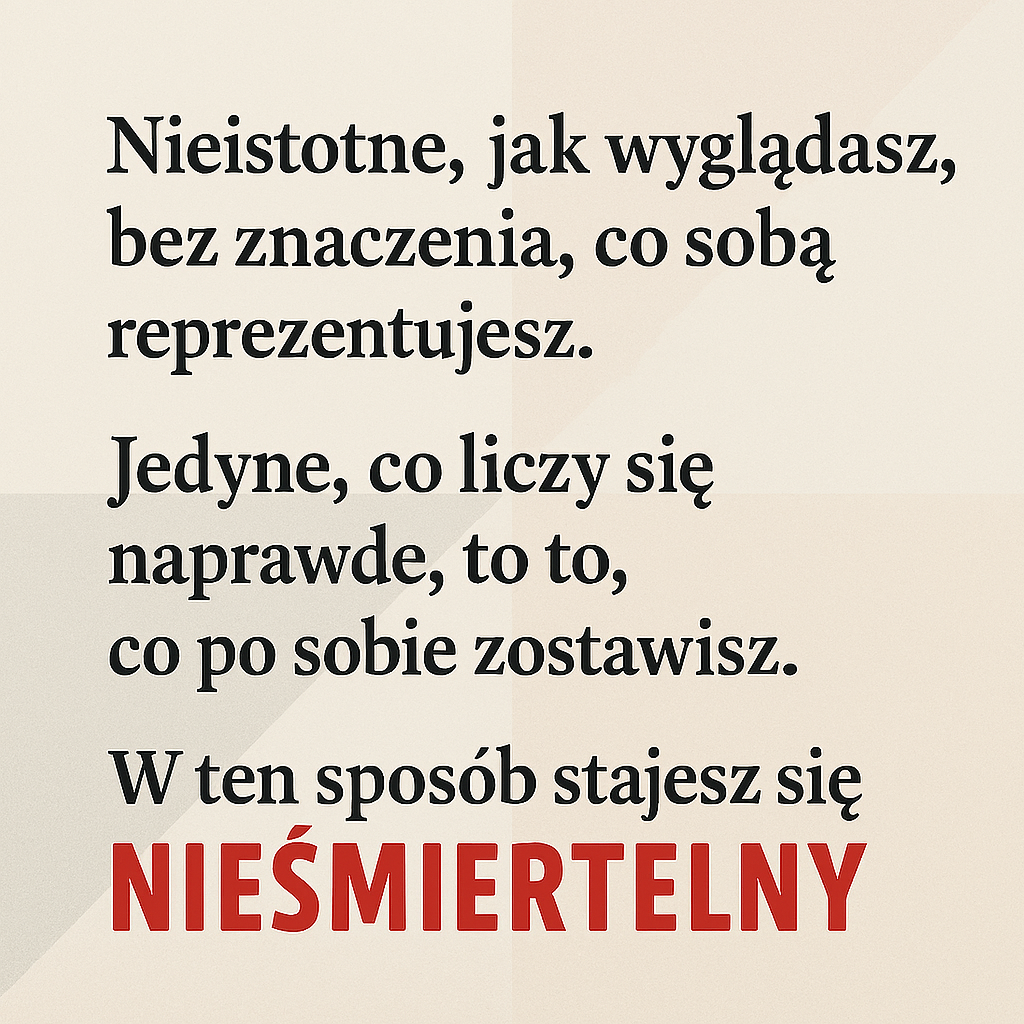 Nieistotne, jak wyglądasz,
bez znaczenia, co sobą
reprezentujesz.
Jedyne, co liczy się
naprawde, to to,
co po sobie zostawisz.
W ten sposób stajesz się
NIEŚMIERTELNY